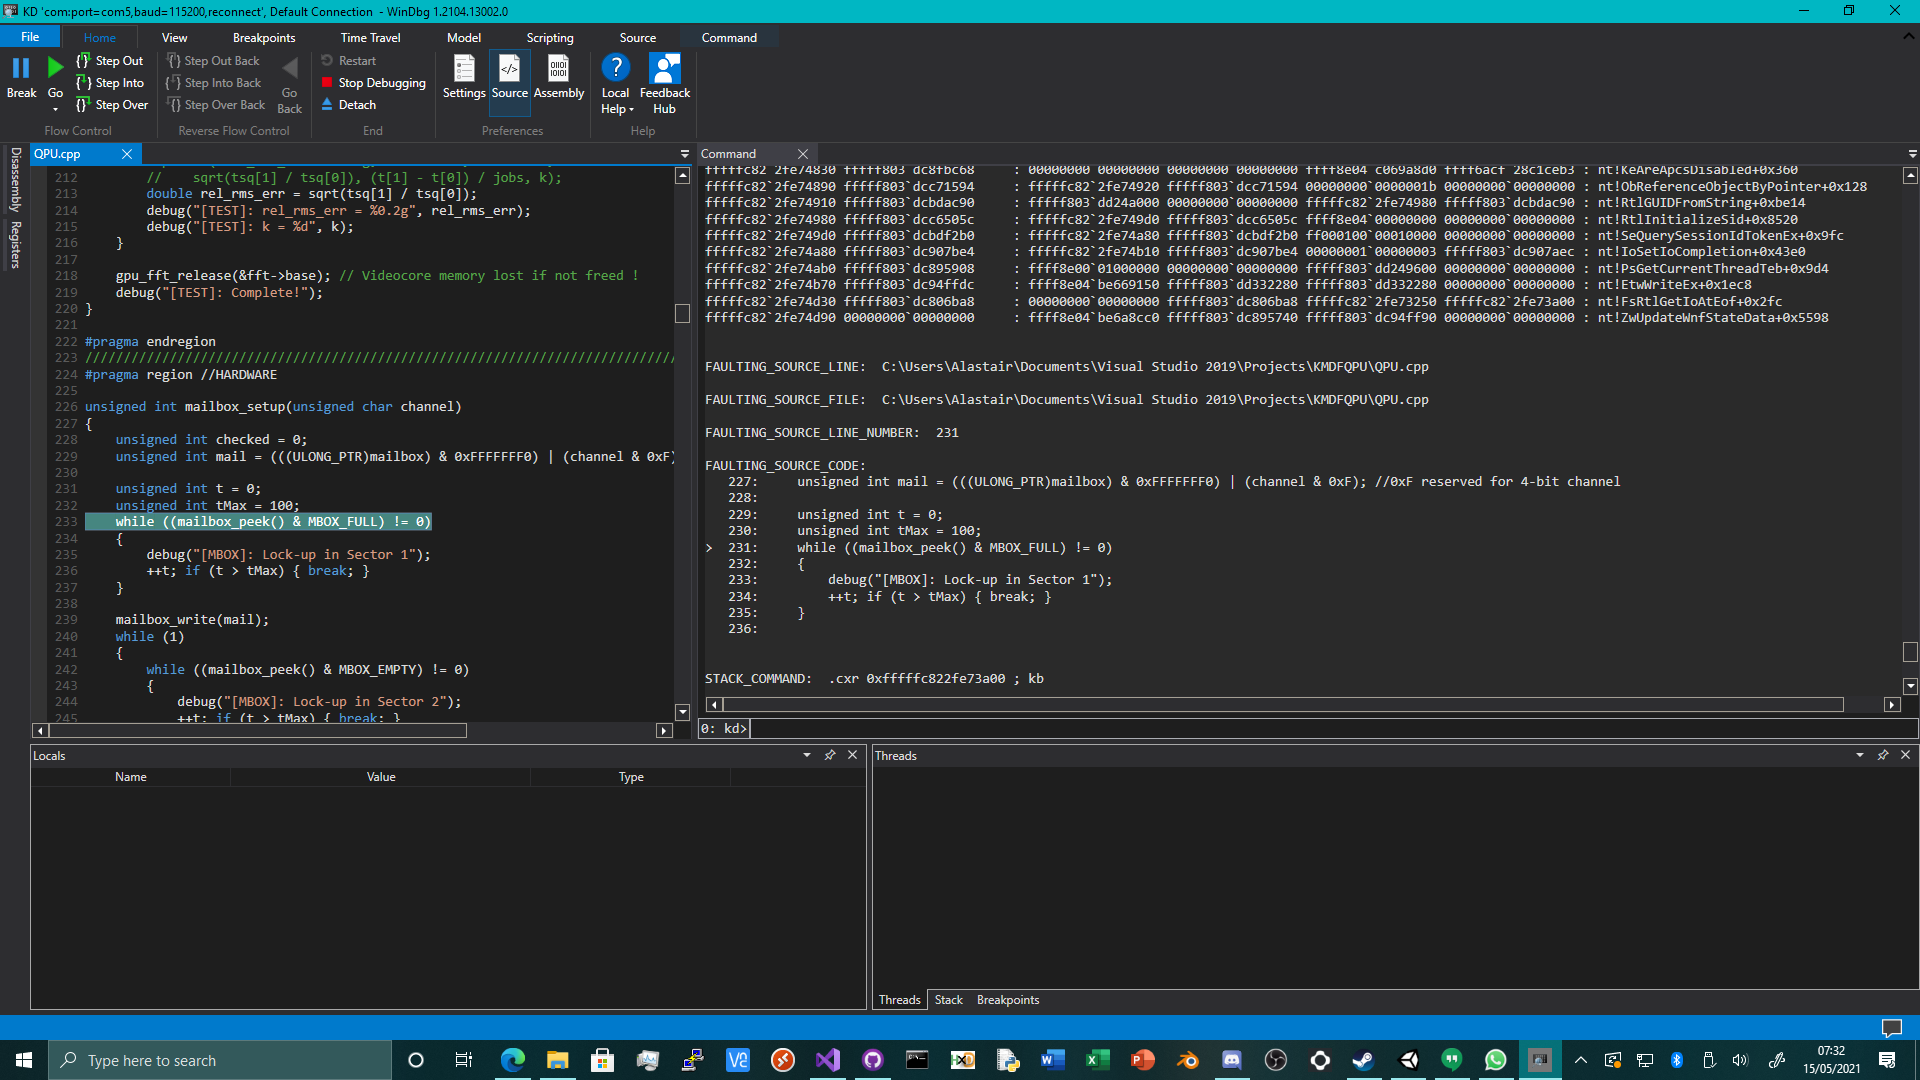 KD 'com:port=com5,baud=115200,reconnect', Default Connection - WinDbg 1.2104.13002.0
File Home View Breakpoints Time Travel Model Scripting Source Command
Break
Go
Step Out
Step Into
Step Over
Flow Control
Step Out Back
Step Into Back
Step Over Back
Go Back
Reverse Flow Control
Restart
Stop Debugging
Detach
End
Settings
Source
Assembly
Preferences
Local Help
Feedback Hub
Help
Disassembly
Registers
QPU.cpp
212 // sqrt(tsq[1] / tsq[0]), (t[1] - t[0]) / jobs, k);
213 double rel_rms_err = sqrt(tsq[1] / tsq[0]);
214 debug("[TEST]: rel_rms_err = %0.2g", rel_rms_err);
215 debug("[TEST]: k = %d", k);
216 }
217
218 gpu_fft_release(&fft->base); // Videocore memory lost if not freed !
219 debug("[TEST]: Complete!");
220 }
221
222 #pragma endregion
223 ////////////////////////////////////////////////////////////////////////////
224 #pragma region //HARDWARE
225
226 unsigned int mailbox_setup(unsigned char channel)
227 {
228 unsigned int checked = 0;
229 unsigned int mail = (((ULONG_PTR)mailbox) & 0xFFFFFFF0) | (channel & 0xF)
230
231 unsigned int t = 0;
232 unsigned int tMax = 100;
233 while ((mailbox_peek() & MBOX_FULL) != 0)
234 {
235 debug("[MBOX]: Lock-up in Sector 1");
236 ++t; if (t > tMax) { break; }
237 }
238
239 mailbox_write(mail);
240 while (1)
241 {
242 while ((mailbox_peek() & MBOX_EMPTY) != 0)
243 {
244 debug("[MBOX]: Lock-up in Sector 2");
245 ++t; if (t > tMax) { break; }
Command
fffffc82`2fe74830 fffff803`dc8fbc68 : 00000000`00000000 00000000`00000000 ffff8e04`c069a8d0 ffff6acf`28c1ceb3 : nt!KeAreApcsDisabled+0x360
fffffc82`2fe74890 fffff803`dcc71594 : fffffc82`2fe74920 fffff803`dcc71594 00000000`0000001b 00000000`00000000 : nt!ObReferenceObjectByPointer+0x128
fffffc82`2fe74910 fffff803`dcbdac90 : fffff803`dd24a000 00000000`00000000 fffffc82`2fe74980 fffff803`dcbdac90 : nt!RtlGUIDFromString+0xbe14
fffffc82`2fe74980 fffff803`dcc6505c : fffffc82`2fe749d0 fffff803`dcc6505c ffff8e04`00000000 00000000`00000000 : nt!RtlInitializeSid+0x8520
fffffc82`2fe749d0 fffff803`dcbdf2b0 : fffffc82`2fe74a80 fffff803`dcbdf2b0 ff000100`00010000 00000000`00000000 : nt!SeQuerySessionIdTokenEx+0x9fc
fffffc82`2fe74a80 fffff803`dc907be4 : fffffc82`2fe74b10 fffff803`dc907be4 00000001`00000003 fffff803`dc907aec : nt!IoSetIoCompletion+0x43e0
fffffc82`2fe74ab0 fffff803`dc895908 : ffff8e00`01000000 00000000`00000000 fffff803`dd249600 00000000`00000000 : nt!PsGetCurrentThreadTeb+0x9d4
fffffc82`2fe74b70 fffff803`dc94ffdc : ffff8e04`be669150 fffff803`dd332280 fffff803`dd332280 00000000`00000000 : nt!EtwWriteEx+0x1ec8
fffffc82`2fe74d30 fffff803`dc806ba8 : 00000000`00000000 fffff803`dc806ba8 fffffc82`2fe73250 fffffc82`2fe73a00 : nt!FsRtlGetIoAtEof+0x2fc
fffffc82`2fe74d90 00000000`00000000 : ffff8e04`be6a8cc0 fffff803`dc895740 fffff803`dc94ff90 00000000`00000000 : nt!ZwUpdateWnfStateData+0x5598
FAULTING_SOURCE_LINE: C:\Users\Alastair\Documents\Visual Studio 2019\Projects\KMDFQPU\QPU.cpp
FAULTING_SOURCE_FILE: C:\Users\Alastair\Documents\Visual Studio 2019\Projects\KMDFQPU\QPU.cpp
FAULTING_SOURCE_LINE_NUMBER: 231
FAULTING_SOURCE_CODE:
227: unsigned int mail = (((ULONG_PTR)mailbox) & 0xFFFFFFF0) | (channel & 0xF); //0xF reserved for 4-bit channel
228:
229: unsigned int t = 0;
230: unsigned int tMax = 100;
> 231: while ((mailbox_peek() & MBOX_FULL) != 0)
232: {
233: debug("[MBOX]: Lock-up in Sector 1");
234: ++t; if (t > tMax) { break; }
235: }
236:
STACK_COMMAND: .cxr 0xfffffc822fe73a00 ; kb
0: kd>
Locals
Name Value Type
Threads
Threads Stack Breakpoints
Type here to search
07:32
15/05/2021